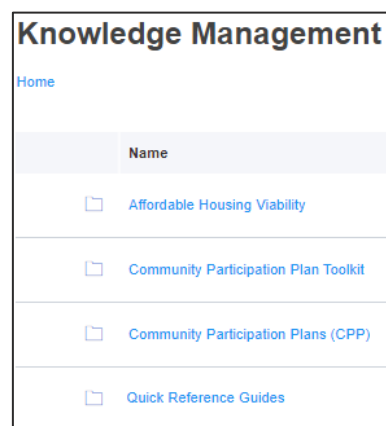 Knowledge Management
Home
Name
Affordable Housing Viability
Community Participation Plan Toolkit
Community Participation Plans (CPP)
Quick Reference Guides